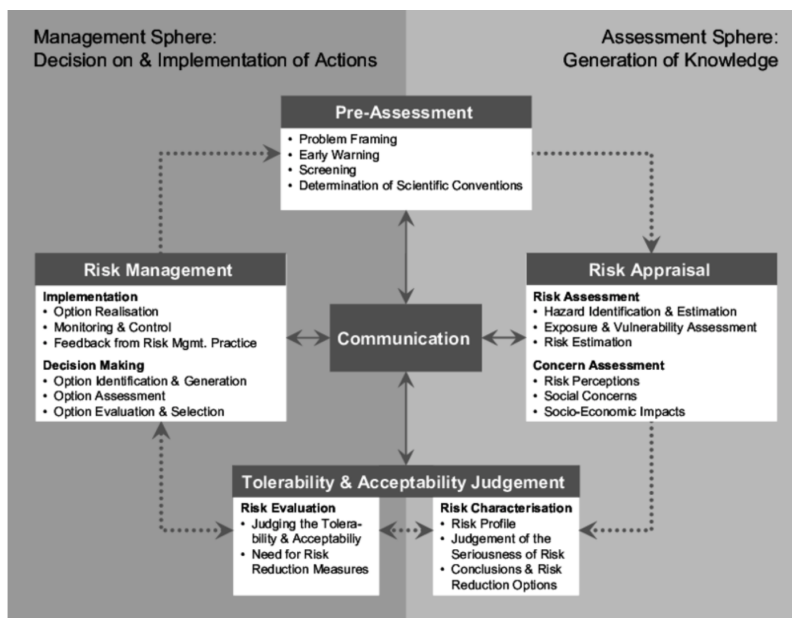 Management Sphere:
Decision on & Implementation of Actions
Assessment Sphere:
Generation of Knowledge
Pre-Assessment
• Problem Framing
• Early Warning
• Screening
• Determination of Scientific Conventions
Risk Management
Implementation
• Option Realisation
• Monitoring & Control
• Feedback from Risk Mgmt. Practice
Decision Making
• Option Identification & Generation
• Option Assessment
• Option Evaluation & Selection
Communication
Risk Appraisal
Risk Assessment
• Hazard Identification & Estimation
• Exposure & Vulnerability Assessment
• Risk Estimation
Concern Assessment
• Risk Perceptions
• Social Concerns
• Socio-Economic Impacts
Tolerability & Acceptability Judgement
Risk Evaluation
• Judging the Tolera-
bility & Acceptabiliy
• Need for Risk
Reduction Measures
Risk Characterisation
• Risk Profile
• Judgement of the
Seriousness of Risk
• Conclusions & Risk
Reduction Options